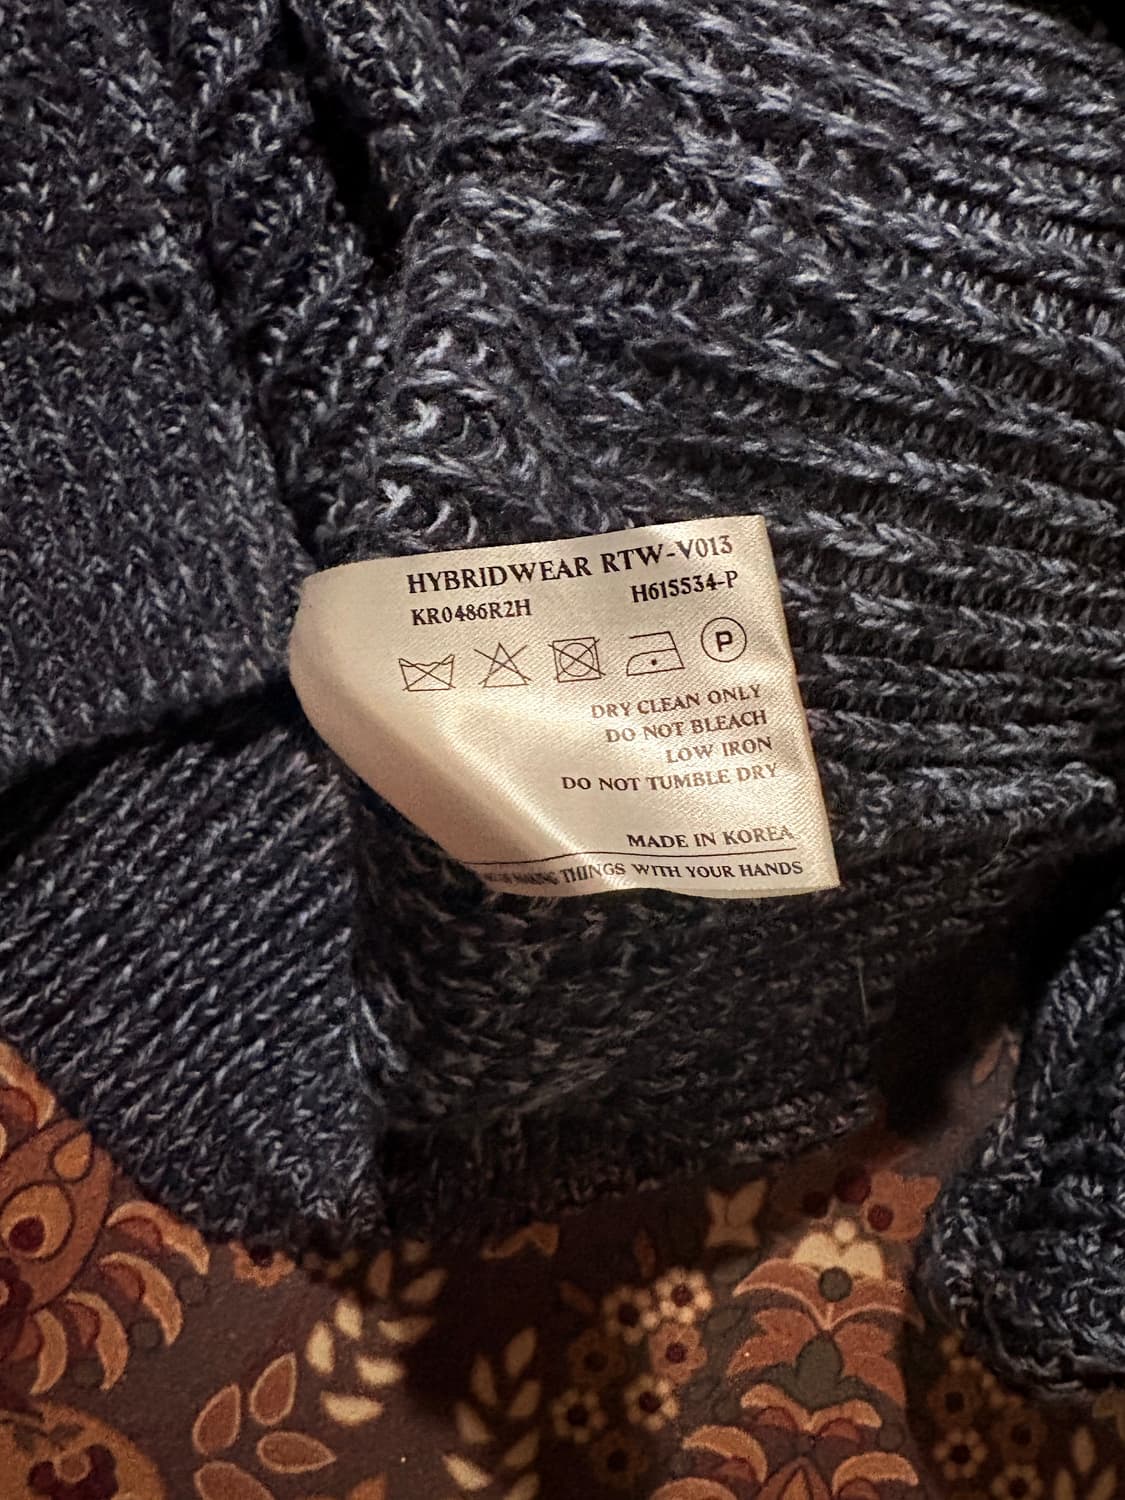 HYBRIDWEAR RTW-V013
KR0486R2H H615534-P
P
DRY CLEAN ONLY
DO NOT BLEACH
LOW IRON
DO NOT TUMBLE DRY
MADE IN KOREA
MAKING THINGS WITH YOUR HANDS